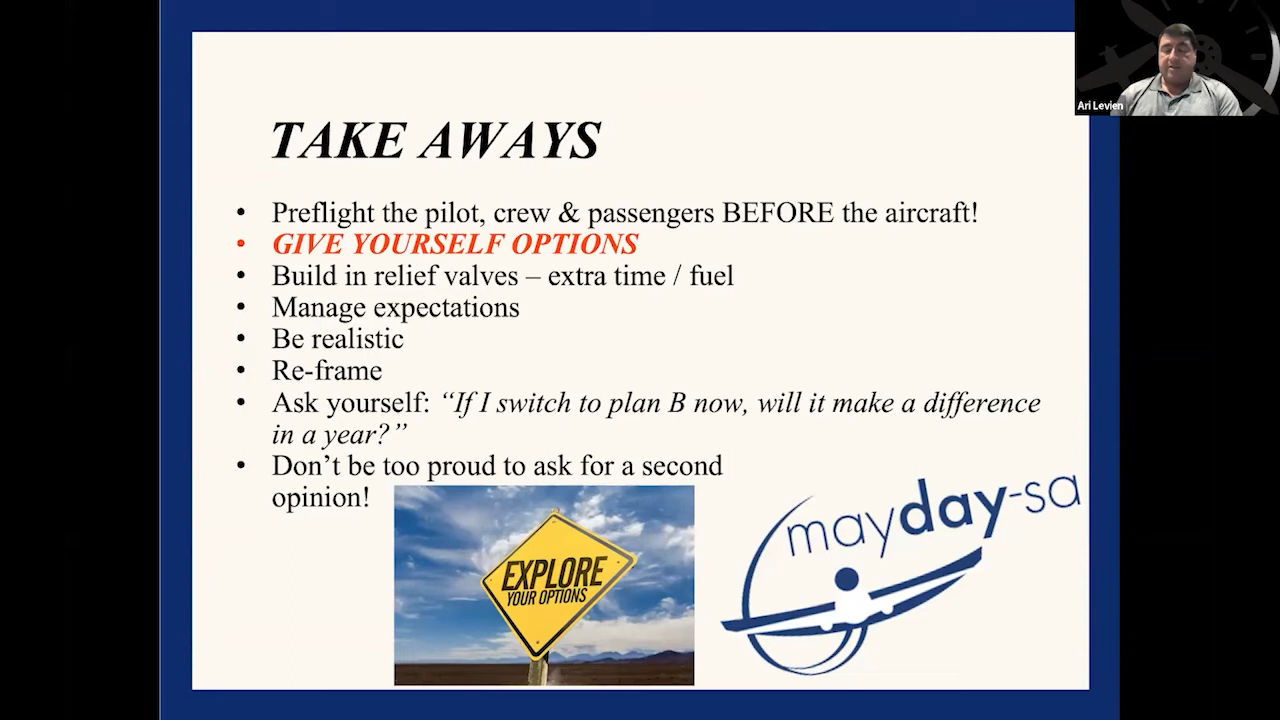 Ari Levien
TAKE AWAYS
• Preflight the pilot, crew & passengers BEFORE the aircraft!
• GIVE YOURSELF OPTIONS
• Build in relief valves – extra time / fuel
• Manage expectations
• Be realistic
• Re-frame
• Ask yourself: “If I switch to plan B now, will it make a difference
in a year?”
• Don’t be too proud to ask for a second
opinion!
EXPLORE
YOUR OPTIONS
mayday-sa